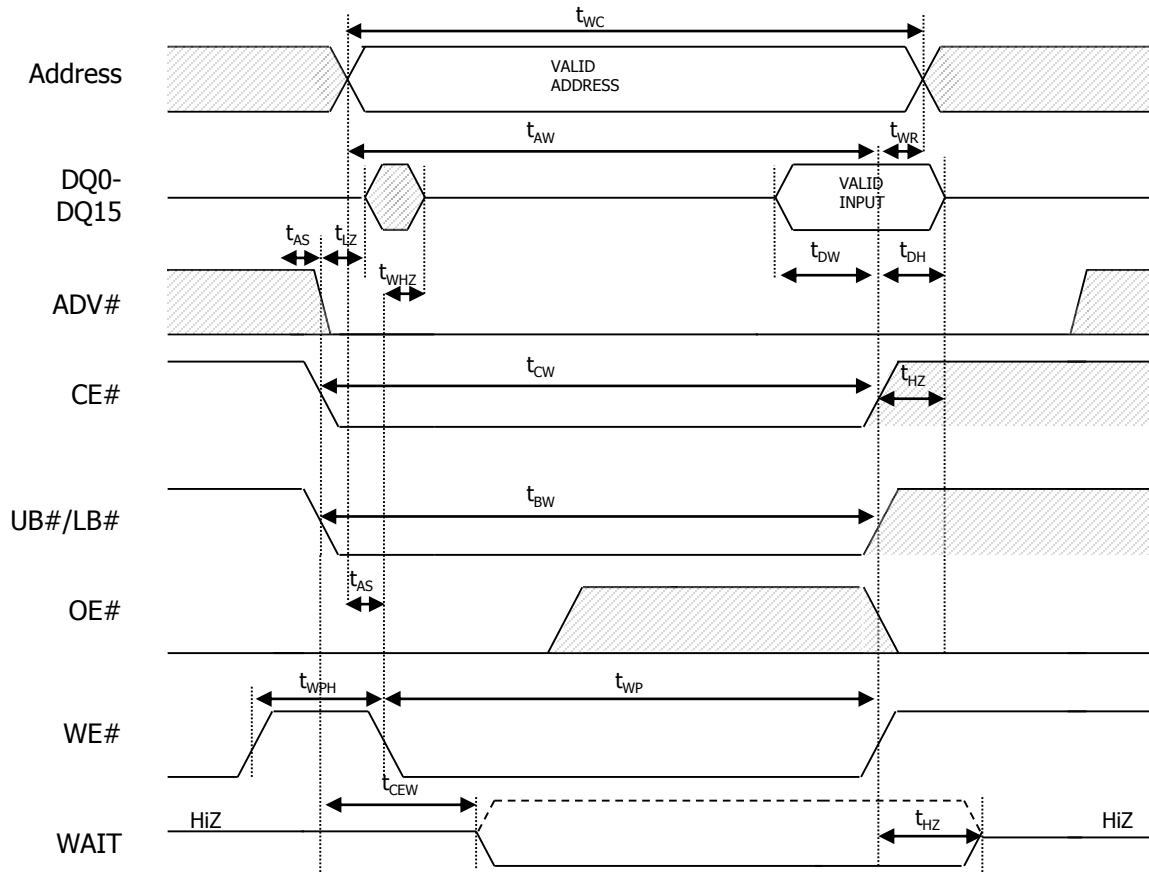 tWC
Address
VALID
ADDRESS
tAW
tWR
DQ0-
DQ15
VALID
INPUT
tAS
tLZ
tWHZ
tDW
tDH
ADV#
tCW
tHZ
CE#
tBW
UB#/LB#
tAS
OE#
tWPH
tWP
WE#
tCEW
HiZ
tHZ
HiZ
WAIT